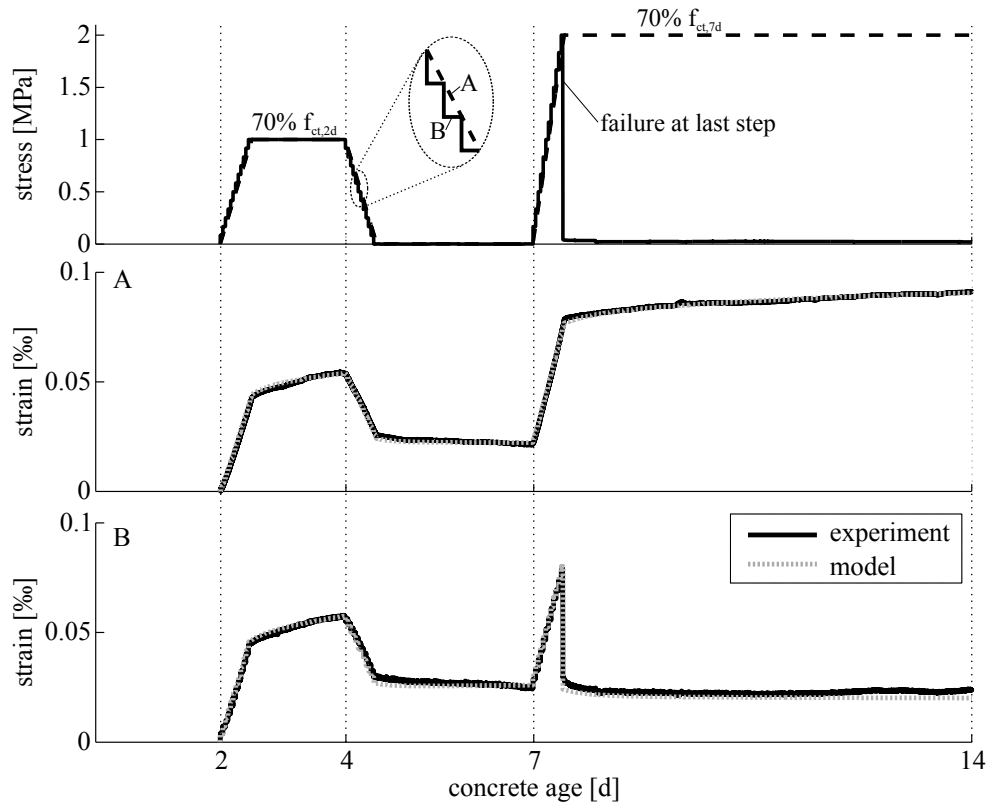 70% f_ct,7d
2
1.5
1
0.5
0
stress [MPa]
70% f_ct,2d
A
B
failure at last step
A
0.1
0.05
0
strain [‰]
B
0.1
0.05
0
strain [‰]
experiment
model
2 4 7 14
concrete age [d]